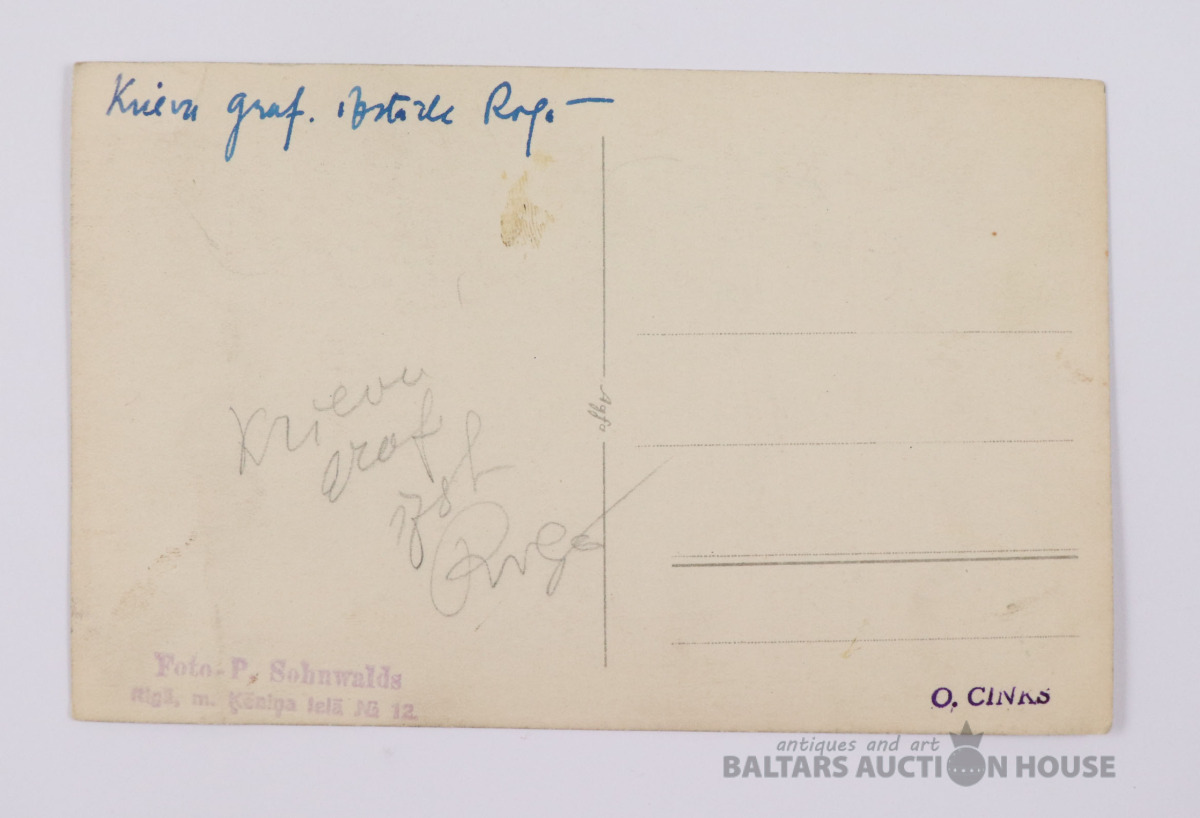 Krievu graf. izstāde Rīgā
Krievu
graf
izst
Rīgā
Agfa
Foto-P. Sohnwalds
Rīgā, m. Ķēniņa ielā № 12.
O. CINKS
antiques and art
BALTARS AUCTION HOUSE